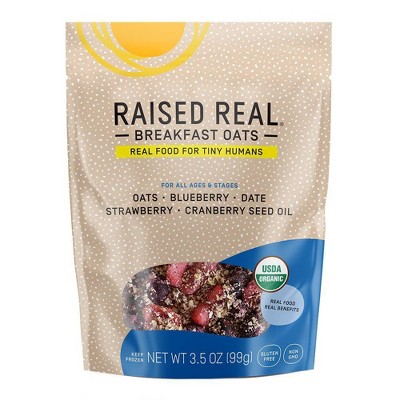 RAISED REAL®
BREAKFAST OATS
REAL FOOD FOR TINY HUMANS
FOR ALL AGES & STAGES
OATS · BLUEBERRY · DATE
STRAWBERRY · CRANBERRY SEED OIL
USDA
ORGANIC
REAL FOOD
REAL BENEFITS
KEEP
FROZEN
NET WT 3.5 OZ (99g)
GLUTEN
FREE
NON
GMO